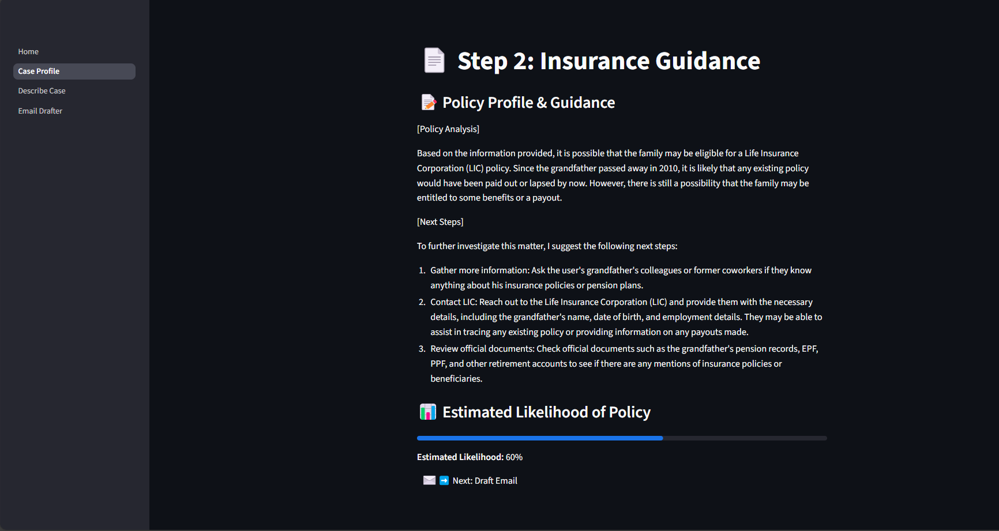 Home
Case Profile
Describe Case
Email Drafter
Step 2: Insurance Guidance
Policy Profile & Guidance
[Policy Analysis]
Based on the information provided, it is possible that the family may be eligible for a Life Insurance
Corporation (LIC) policy. Since the grandfather passed away in 2010, it is likely that any existing policy
would have been paid out or lapsed by now. However, there is still a possibility that the family may be
entitled to some benefits or a payout.
[Next Steps]
To further investigate this matter, I suggest the following next steps:
1. Gather more information: Ask the user's grandfather's colleagues or former coworkers if they know
anything about his insurance policies or pension plans.
2. Contact LIC: Reach out to the Life Insurance Corporation (LIC) and provide them with the necessary
details, including the grandfather's name, date of birth, and employment details. They may be able to
assist in tracing any existing policy or providing information on any payouts made.
3. Review official documents: Check official documents such as the grandfather's pension records, EPF,
PPF, and other retirement accounts to see if there are any mentions of insurance policies or
beneficiaries.
Estimated Likelihood of Policy
Estimated Likelihood: 60%
Next: Draft Email